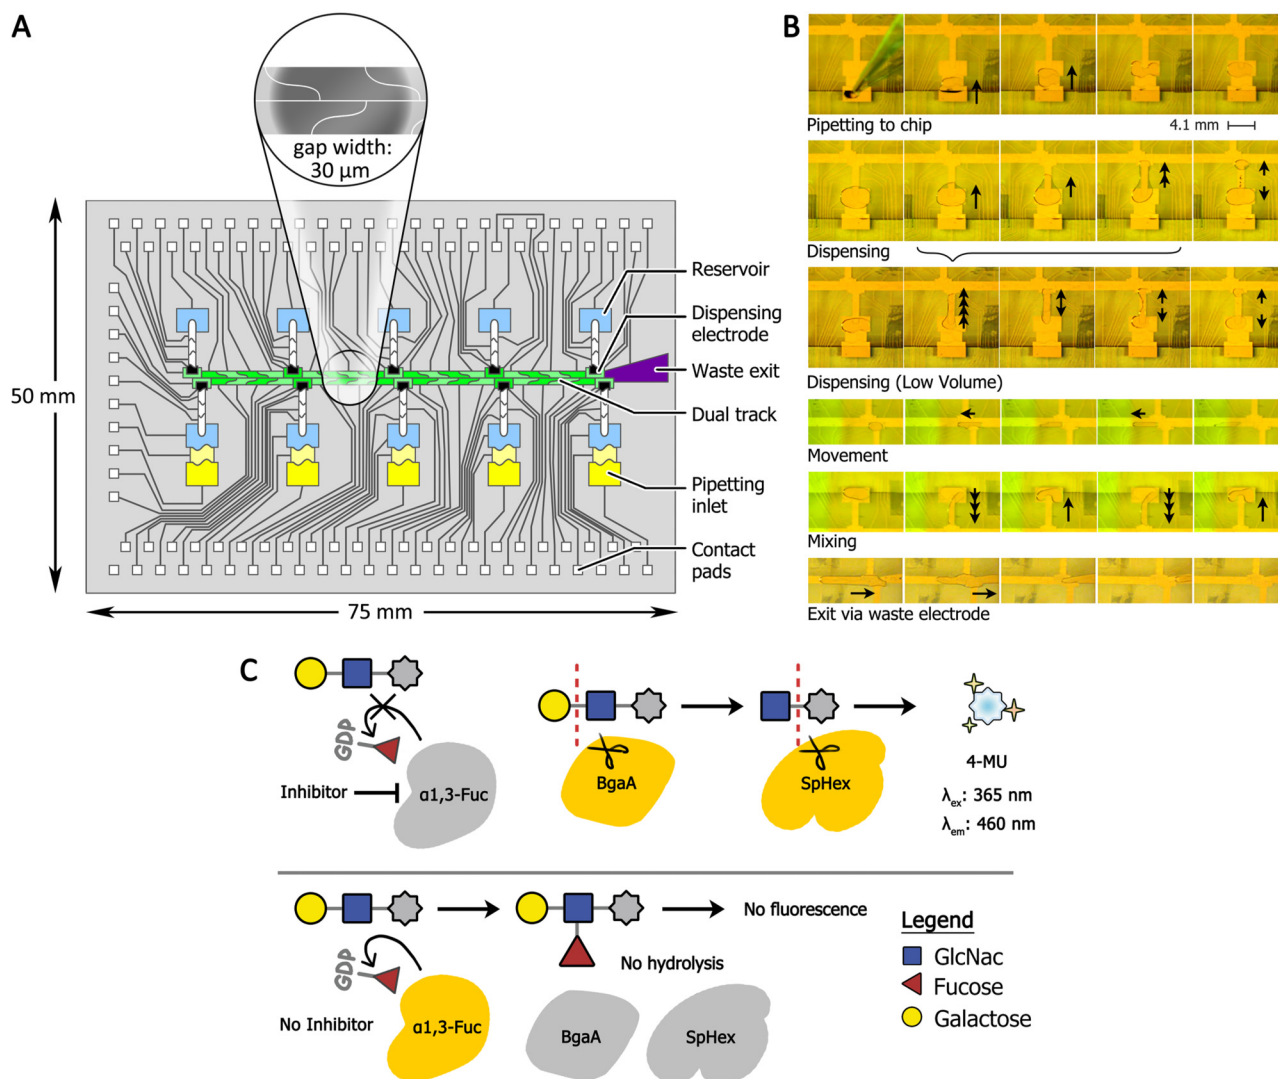 A
gap width:
30 µm
50 mm
75 mm
Reservoir
Dispensing
electrode
Waste exit
Dual track
Pipetting
inlet
Contact
pads
B
Pipetting to chip
4.1 mm
Dispensing
Dispensing (Low Volume)
Movement
Mixing
Exit via waste electrode
C
GDP
Inhibitor
α1,3-Fuc
BgaA
SpHex
4-MU
λex: 365 nm
λem: 460 nm
GDP
No Inhibitor
α1,3-Fuc
No hydrolysis
BgaA
SpHex
No fluorescence
Legend
GlcNac
Fucose
Galactose